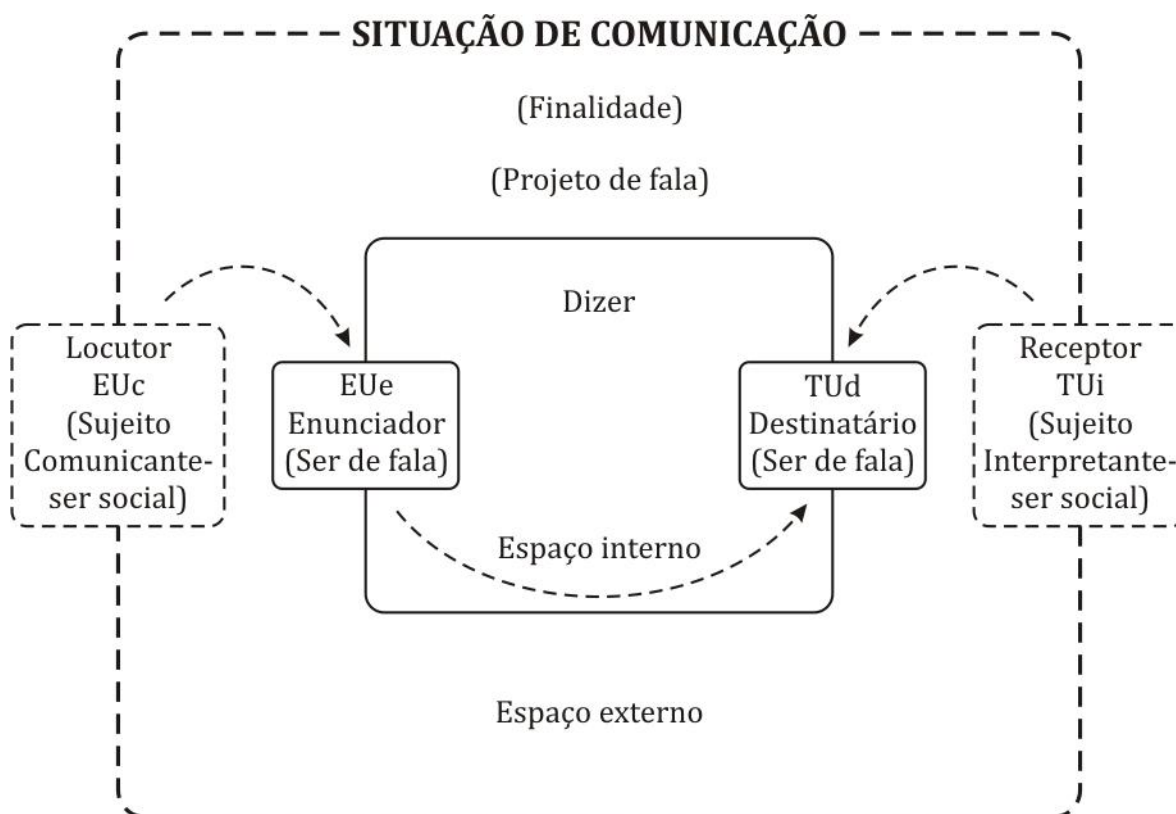 SITUAÇÃO DE COMUNICAÇÃO
(Finalidade)
(Projeto de fala)
Dizer
Locutor
EUc
(Sujeito
Comunicante-
ser social)
EUe
Enunciador
(Ser de fala)
TUd
Destinatário
(Ser de fala)
Receptor
TUi
(Sujeito
Interpretante-
ser social)
Espaço interno
Espaço externo